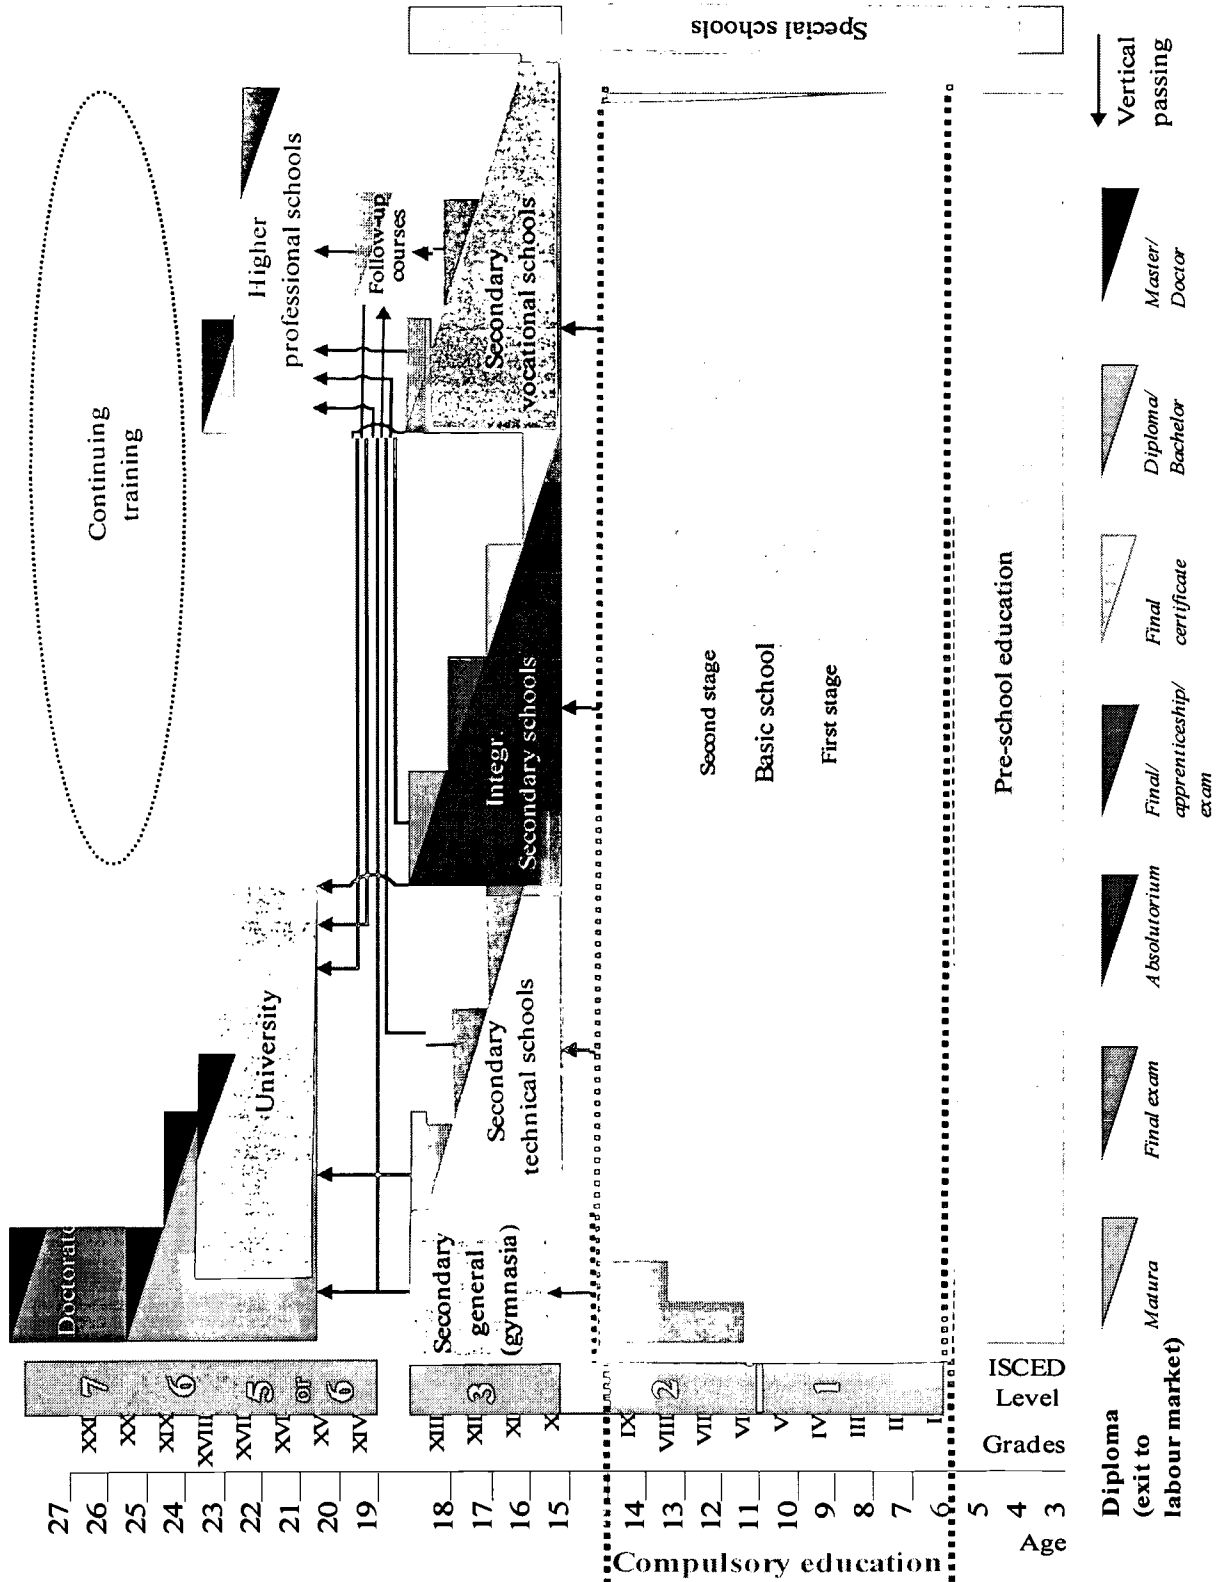 Special schools
Continuing
training
Higher
professional schools
Follow-up
courses
Secondary
vocational schools
Integr.
Secondary schools
University
Secondary
technical schools
Doctorate
Secondary
general
(gymnasia)
Second stage
Basic school
First stage
Pre-school education
7
6
5
or
6
3
2
1
ISCED
Level
XXI
XX
XIX
XVIII
XVII
XVI
XV
XIV
XIII
XII
XI
X
IX
VIII
VII
VI
V
IV
III
II
I
Grades
27
26
25
24
23
22
21
20
19
18
17
16
15
14
13
12
11
10
9
8
7
6
5
4
3
Age
Compulsory education
Diploma
(exit to
labour market)
Matura
Final exam
Absolutorium
Final/
apprenticeship/
exam
Final
certificate
Diploma/
Bachelor
Master/
Doctor
Vertical
passing